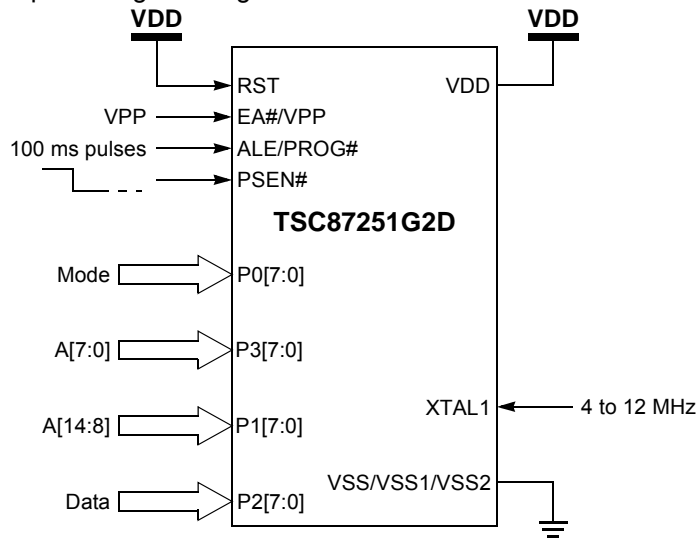 VDD VDD
RST VDD
VPP EA#/VPP
100 ms pulses ALE/PROG#
PSEN#
TSC87251G2D
Mode P0[7:0]
A[7:0] P3[7:0]
XTAL1 4 to 12 MHz
A[14:8] P1[7:0]
VSS/VSS1/VSS2
Data P2[7:0]